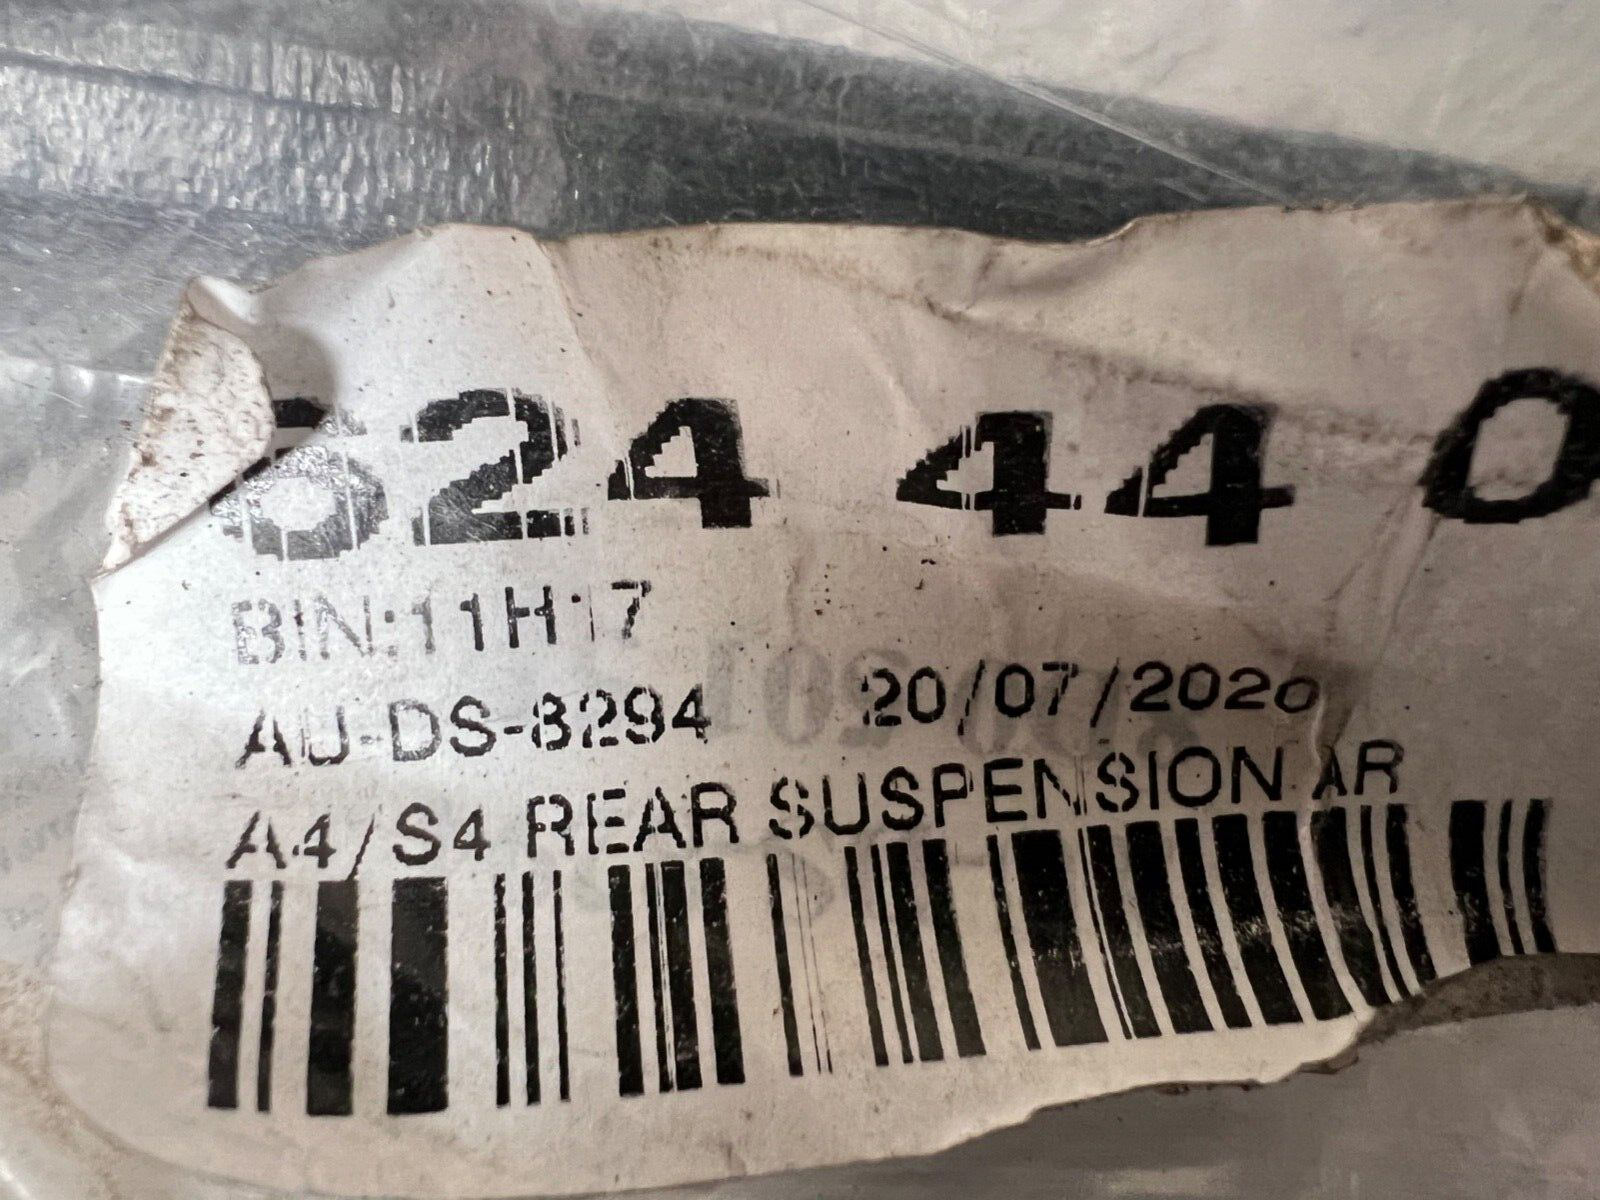 624 44 0
BIN:11H17
AU-DS-8294 20/07/2020
A4/S4 REAR SUSPENSION AR